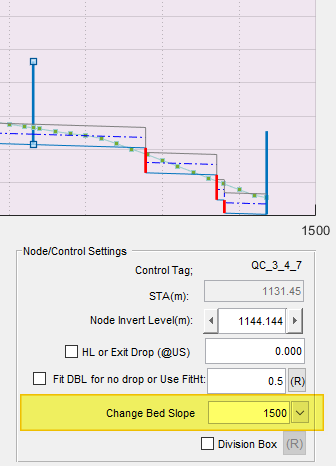 1500
Node/Control Settings
Control Tag; QC_3_4_7
STA(m): 1131.45
Node Invert Level(m): 1144.144
HL or Exit Drop (@US) 0.000
Fit DBL for no drop or Use FitHt: 0.5 (R)
Change Bed Slope 1500
Division Box (R)